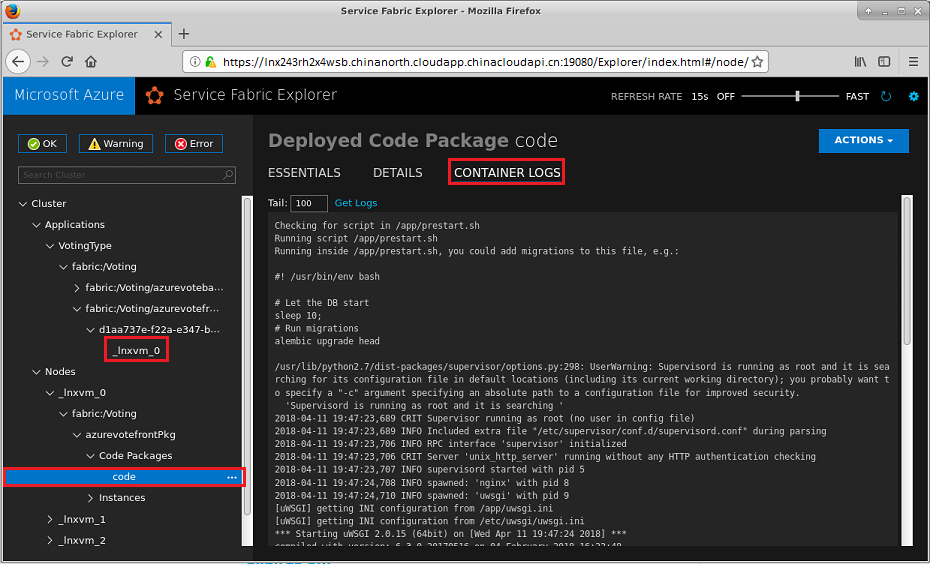 Service Fabric Explorer - Mozilla Firefox
Service Fabric Explorer
https://lnx243rh2x4wsb.chinanorth.cloudapp.chinacloudapi.cn:19080/Explorer/index.html#/node/
Microsoft Azure
Service Fabric Explorer
REFRESH RATE 15s OFF FAST
OK
Warning
Error
Search Cluster
Cluster
Applications
VotingType
fabric:/Voting
fabric:/Voting/azurevoteba...
fabric:/Voting/azurevotefr...
d1aa737e-f22a-e347-b...
_lnxvm_0
Nodes
_lnxvm_0
fabric:/Voting
azurevotefrontPkg
Code Packages
code
Instances
_lnxvm_1
_lnxvm_2
Deployed Code Package code
ACTIONS
ESSENTIALS
DETAILS
CONTAINER LOGS
Tail: 100 Get Logs
Checking for script in /app/prestart.sh
Running script /app/prestart.sh
Running inside /app/prestart.sh, you could add migrations to this file, e.g.:
#! /usr/bin/env bash
# Let the DB start
sleep 10;
# Run migrations
alembic upgrade head
/usr/lib/python2.7/dist-packages/supervisor/options.py:298: UserWarning: Supervisord is running as root and it is sea
rching for its configuration file in default locations (including its current working directory); you probably want t
o specify a "-c" argument specifying an absolute path to a configuration file for improved security.
'Supervisord is running as root and it is searching '
2018-04-11 19:47:23,689 CRIT Supervisor running as root (no user in config file)
2018-04-11 19:47:23,689 INFO Included extra file "/etc/supervisor/conf.d/supervisord.conf" during parsing
2018-04-11 19:47:23,706 INFO RPC interface 'supervisor' initialized
2018-04-11 19:47:23,706 CRIT Server 'unix_http_server' running without any HTTP authentication checking
2018-04-11 19:47:23,707 INFO supervisord started with pid 5
2018-04-11 19:47:24,708 INFO spawned: 'nginx' with pid 8
2018-04-11 19:47:24,710 INFO spawned: 'uwsgi' with pid 9
[uWSGI] getting INI configuration from /app/uwsgi.ini
[uWSGI] getting INI configuration from /etc/uwsgi/uwsgi.ini
*** Starting uWSGI 2.0.15 (64bit) on [Wed Apr 11 19:47:24 2018] ***